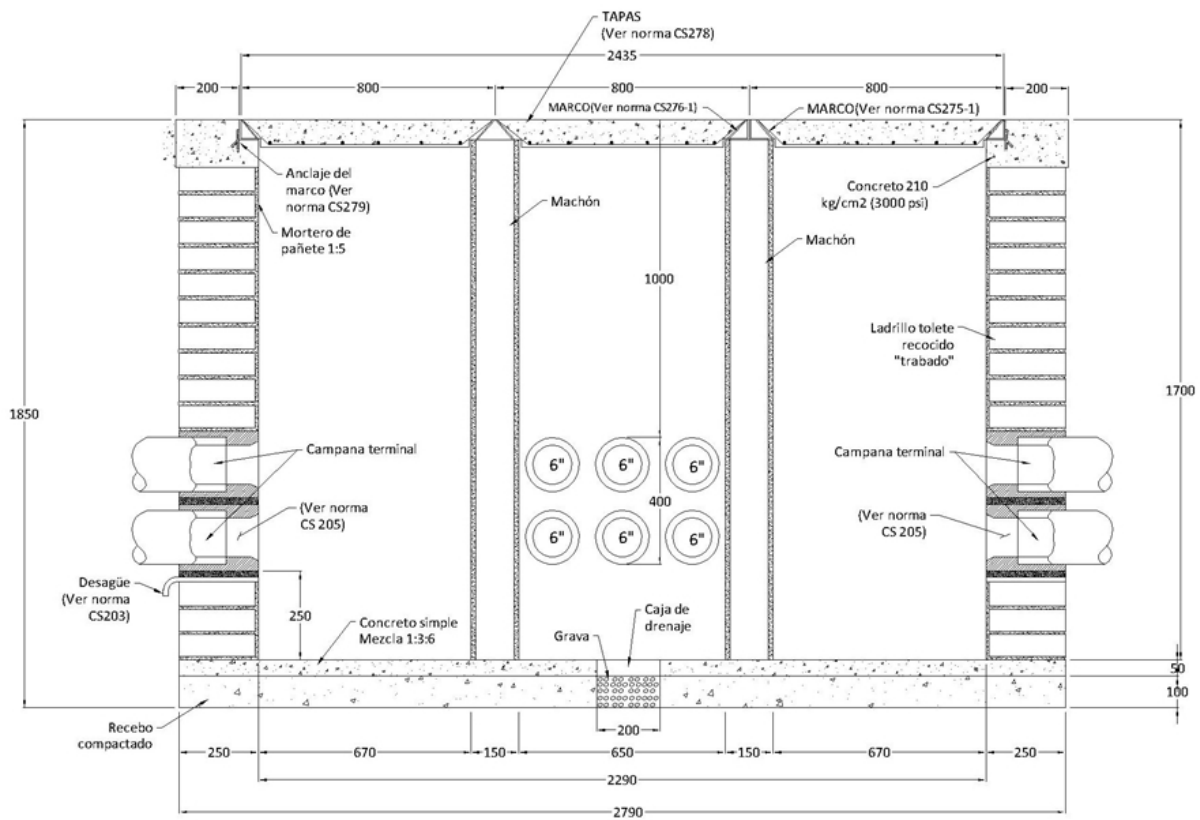 TAPAS
(Ver norma CS278)
2435
200
800
800
800
200
MARCO(Ver norma CS276-1)
MARCO(Ver norma CS275-1)
Anclaje del
marco (Ver
norma CS279)
Mortero de
pañete 1:5
Machón
Concreto 210
kg/cm2 (3000 psi)
Machón
1000
Ladrillo tolete
recocido
"trabado"
1850
1700
Campana terminal
6"
6"
6"
Campana terminal
400
(Ver norma
CS 205)
6"
6"
6"
(Ver norma
CS 205)
Desagüe
(Ver norma
CS203)
250
Concreto simple
Mezcla 1:3:6
Grava
Caja de
drenaje
50
100
Recebo
compactado
200
250
670
150
650
150
670
250
2290
2790